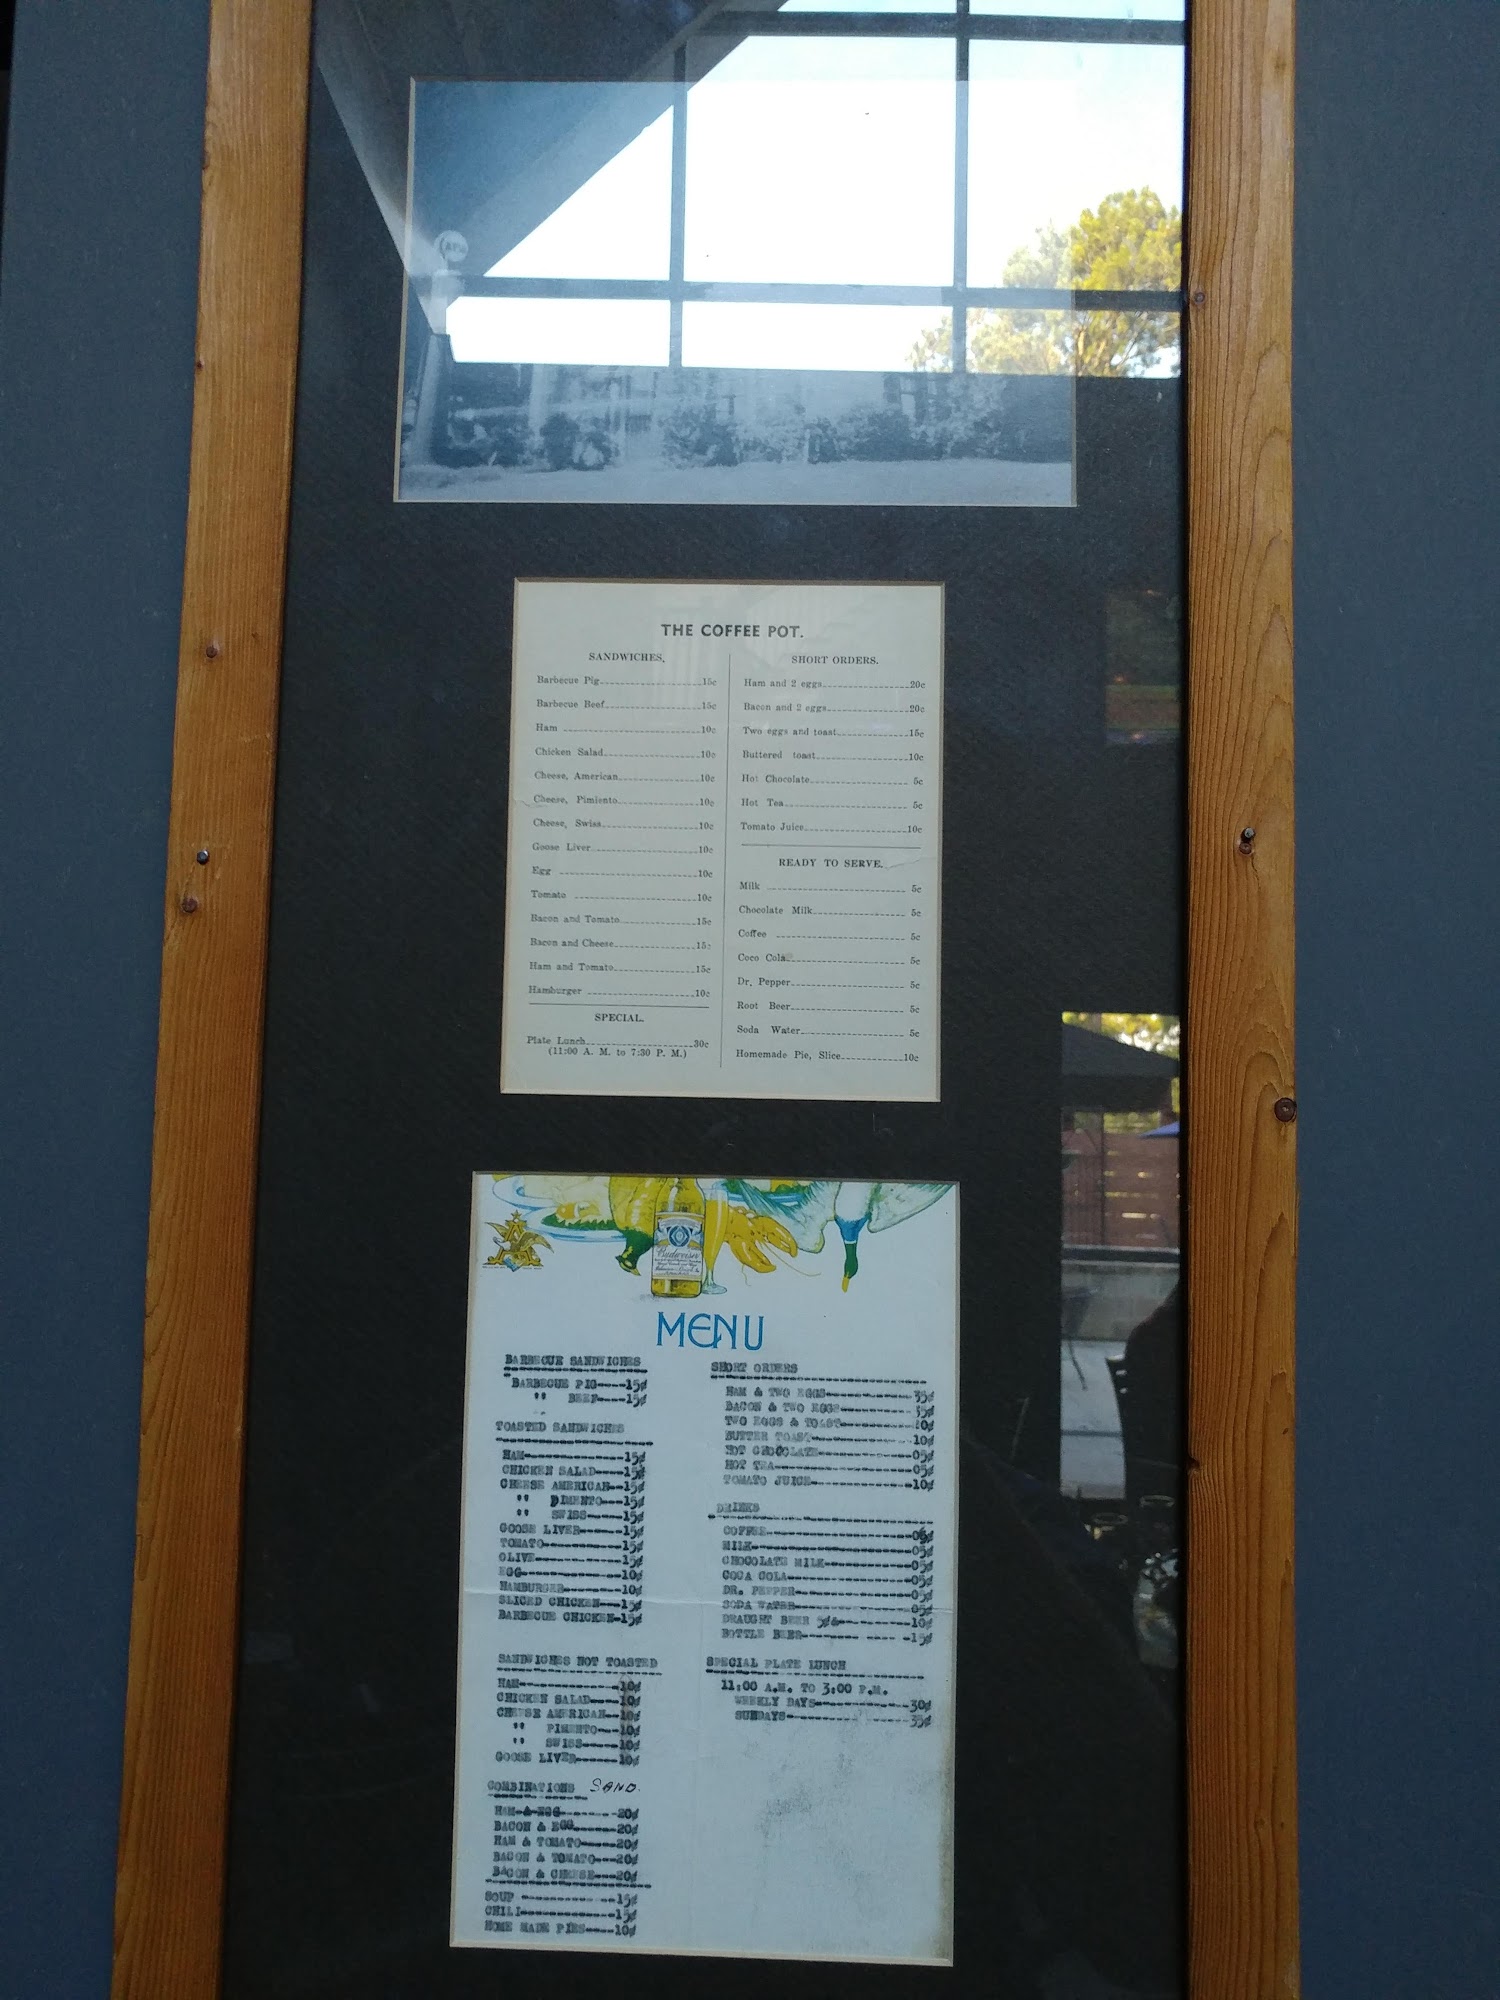 THE COFFEE POT.
SANDWICHES,
Barbecue Pig 15c
Barbecue Beef 15c
Ham 10c
Chicken Salad 10c
Cheese, American 10c
Cheese, Pimiento 10c
Cheese, Swiss 10c
Goose Liver 10c
Egg 10c
Tomato 10c
Bacon and Tomato 15c
Bacon and Cheese 15c
Ham and Tomato 15c
Hamburger 10c
SPECIAL.
Plate Lunch 30c
(11:00 A. M. to 7:30 P. M.)
SHORT ORDERS.
Ham and 2 eggs 20c
Bacon and 2 eggs 20c
Two eggs and toast 15c
Buttered toast 10c
Hot Chocolate 5c
Hot Tea 5c
Tomato Juice 10c
READY TO SERVE.
Milk 5c
Chocolate Milk 5c
Coffee 5c
Coco Cola 5c
Dr. Pepper 5c
Root Beer 5c
Soda Water 5c
Homemade Pie, Slice 10c
Budweiser
MENU
BARBECUE SANDWICHES
BARBECUE PIG----15¢
" BEEF----15¢
TOASTED SANDWICHES
HAM 15¢
CHICKEN SALAD 15¢
CHEESE AMERICAN 15¢
" PIMENTO 15¢
" SWISS 15¢
GOOSE LIVER 15¢
TOMATO 15¢
OLIVE 15¢
EGG 10¢
HAMBURGER 10¢
SLICED CHICKEN 15¢
BARBECUE CHICKEN-15¢
SANDWICHES NOT TOASTED
HAM 10¢
CHICKEN SALAD 10¢
CHEESE AMERICAN 10¢
" PIMENTO 10¢
" SWISS 10¢
GOOSE LIVER 10¢
COMBINATIONS SAND.
HAM & EGG 20¢
BACON & EGG 20¢
HAM & TOMATO 20¢
BACON & TOMATO 20¢
BACON & CHEESE 20¢
SOUP 15¢
CHILI 15¢
HOME MADE PIES 10¢
SHORT ORDERS
HAM & TWO EGGS 35¢
BACON & TWO EGGS 35¢
TWO EGGS & TOAST
BUTTER TOAST 10¢
HOT CHOCOLATE 05¢
HOT TEA 05¢
TOMATO JUICE 10¢
DRINKS
COFFEE
MILK 05¢
CHOCOLATE MILK 05¢
COCA COLA 05¢
DR. PEPPER 05¢
SODA WATER 05¢
DRAUGHT BEER 5¢& 10¢
BOTTLE BEER 15¢
SPECIAL PLATE LUNCH
11:00 A.M. TO 3:00 P.M.
WEEKLY DAYS 30¢
SUNDAYS 35¢